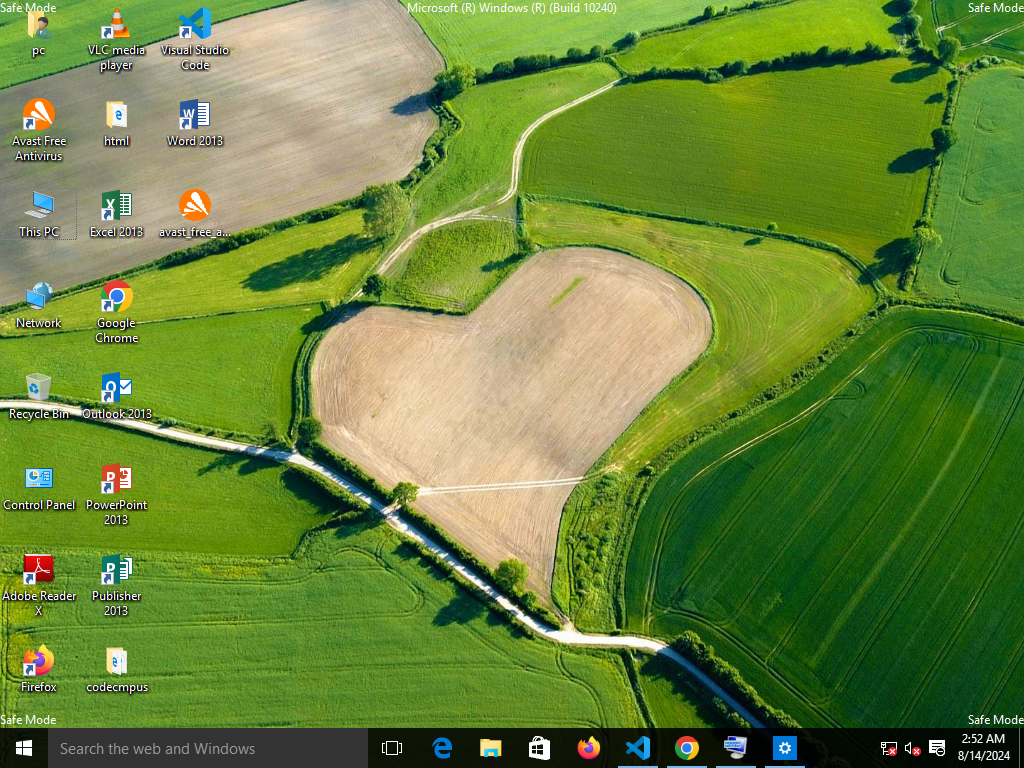 Safe Mode
Microsoft (R) Windows (R) (Build 10240)
Safe Mode
pc
VLC media
player
Visual Studio
Code
Avast Free
Antivirus
html
Word 2013
This PC
Excel 2013
avast_free_a...
Network
Google
Chrome
Recycle Bin
Outlook 2013
Control Panel
PowerPoint
2013
Adobe Reader
X
Publisher
2013
Firefox
codecmpus
Safe Mode
Safe Mode
Search the web and Windows
2:52 AM
8/14/2024